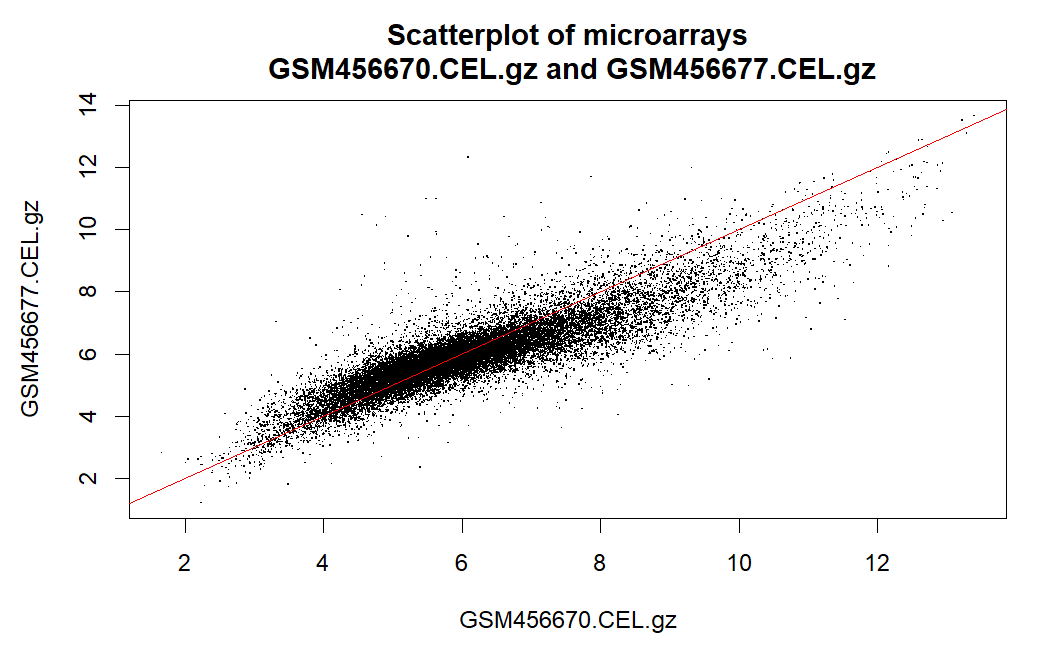 Scatterplot of microarrays
GSM456670.CEL.gz and GSM456677.CEL.gz
14
12
10
8
6
4
2
GSM456677.CEL.gz
2 4 6 8 10 12
GSM456670.CEL.gz